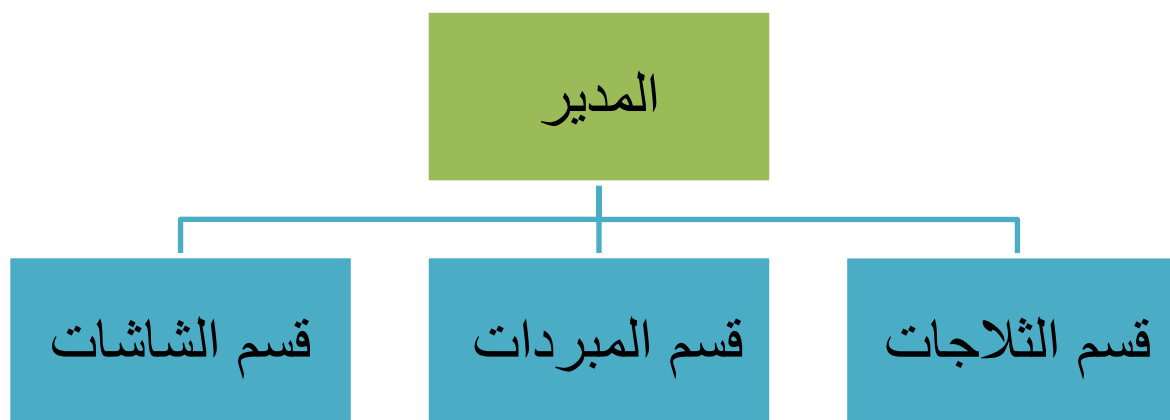 المدير
قسم الثلاجات
قسم المبردات
قسم الشاشات